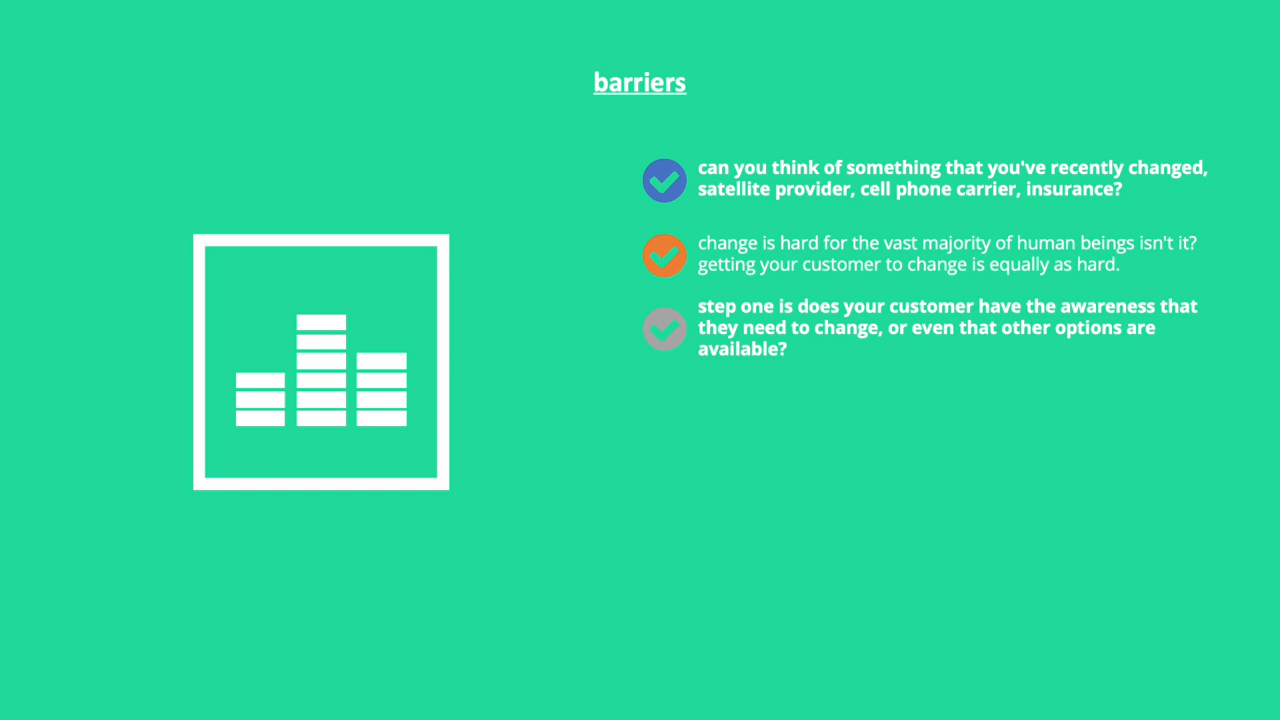 barriers
can you think of something that you've recently changed,
satellite provider, cell phone carrier, insurance?
change is hard for the vast majority of human beings isn't it?
getting your customer to change is equally as hard.
step one is does your customer have the awareness that
they need to change, or even that other options are
available?